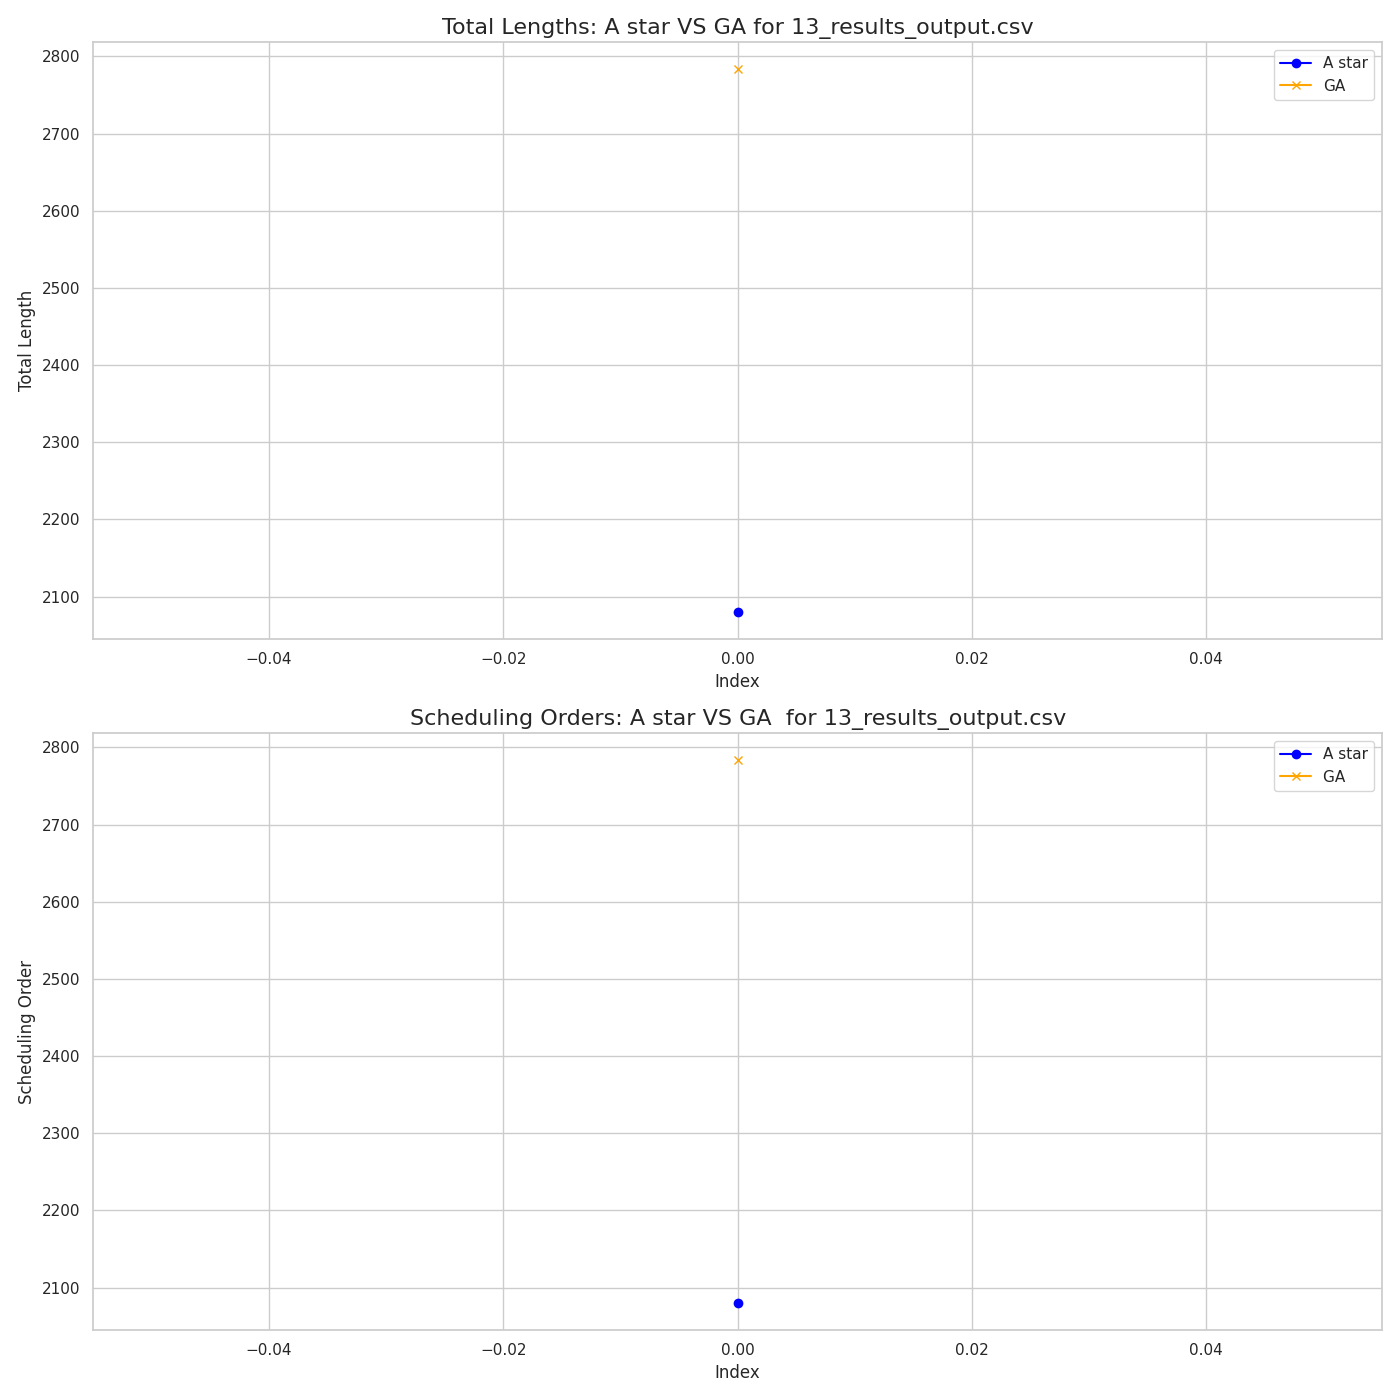 Total Lengths: A star VS GA for 13_results_output.csv
A star
GA
2800
2700
2600
2500
2400
2300
2200
2100
Total Length
−0.04
−0.02
0.00
0.02
0.04
Index
Scheduling Orders: A star VS GA  for 13_results_output.csv
A star
GA
2800
2700
2600
2500
2400
2300
2200
2100
Scheduling Order
−0.04
−0.02
0.00
0.02
0.04
Index